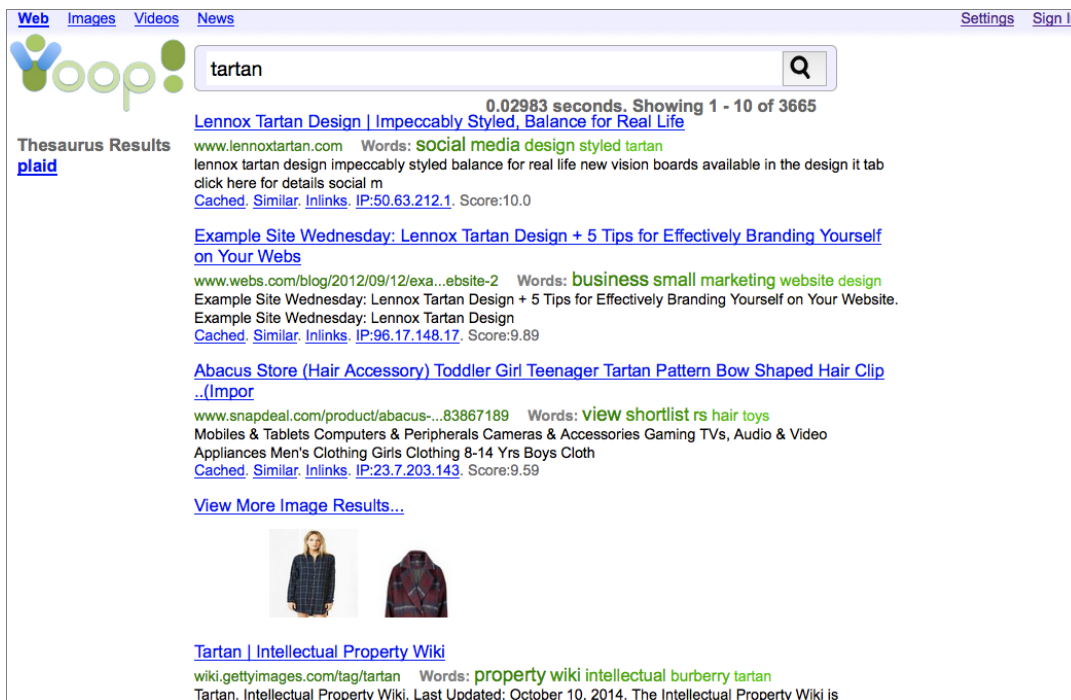 Web Images Videos News Settings Sign I
Yoop!
tartan
0.02983 seconds. Showing 1 - 10 of 3665
Thesaurus Results
plaid
Lennox Tartan Design | Impeccably Styled, Balance for Real Life
www.lennoxtartan.com Words: social media design styled tartan
lennox tartan design impeccably styled balance for real life new vision boards available in the design it tab
click here for details social m
Cached. Similar. Inlinks. IP:50.63.212.1. Score:10.0
Example Site Wednesday: Lennox Tartan Design + 5 Tips for Effectively Branding Yourself
on Your Webs
www.webs.com/blog/2012/09/12/exa...ebsite-2 Words: business small marketing website design
Example Site Wednesday: Lennox Tartan Design + 5 Tips for Effectively Branding Yourself on Your Website.
Example Site Wednesday: Lennox Tartan Design
Cached. Similar. Inlinks. IP:96.17.148.17. Score:9.89
Abacus Store (Hair Accessory) Toddler Girl Teenager Tartan Pattern Bow Shaped Hair Clip
..(Impor
www.snapdeal.com/product/abacus-...83867189 Words: view shortlist rs hair toys
Mobiles & Tablets Computers & Peripherals Cameras & Accessories Gaming TVs, Audio & Video
Appliances Men's Clothing Girls Clothing 8-14 Yrs Boys Cloth
Cached. Similar. Inlinks. IP:23.7.203.143. Score:9.59
View More Image Results...
Tartan | Intellectual Property Wiki
wiki.gettyimages.com/tag/tartan Words: property wiki intellectual burberry tartan
Tartan. Intellectual Property Wiki. Last Updated: October 10, 2014. The Intellectual Property Wiki is